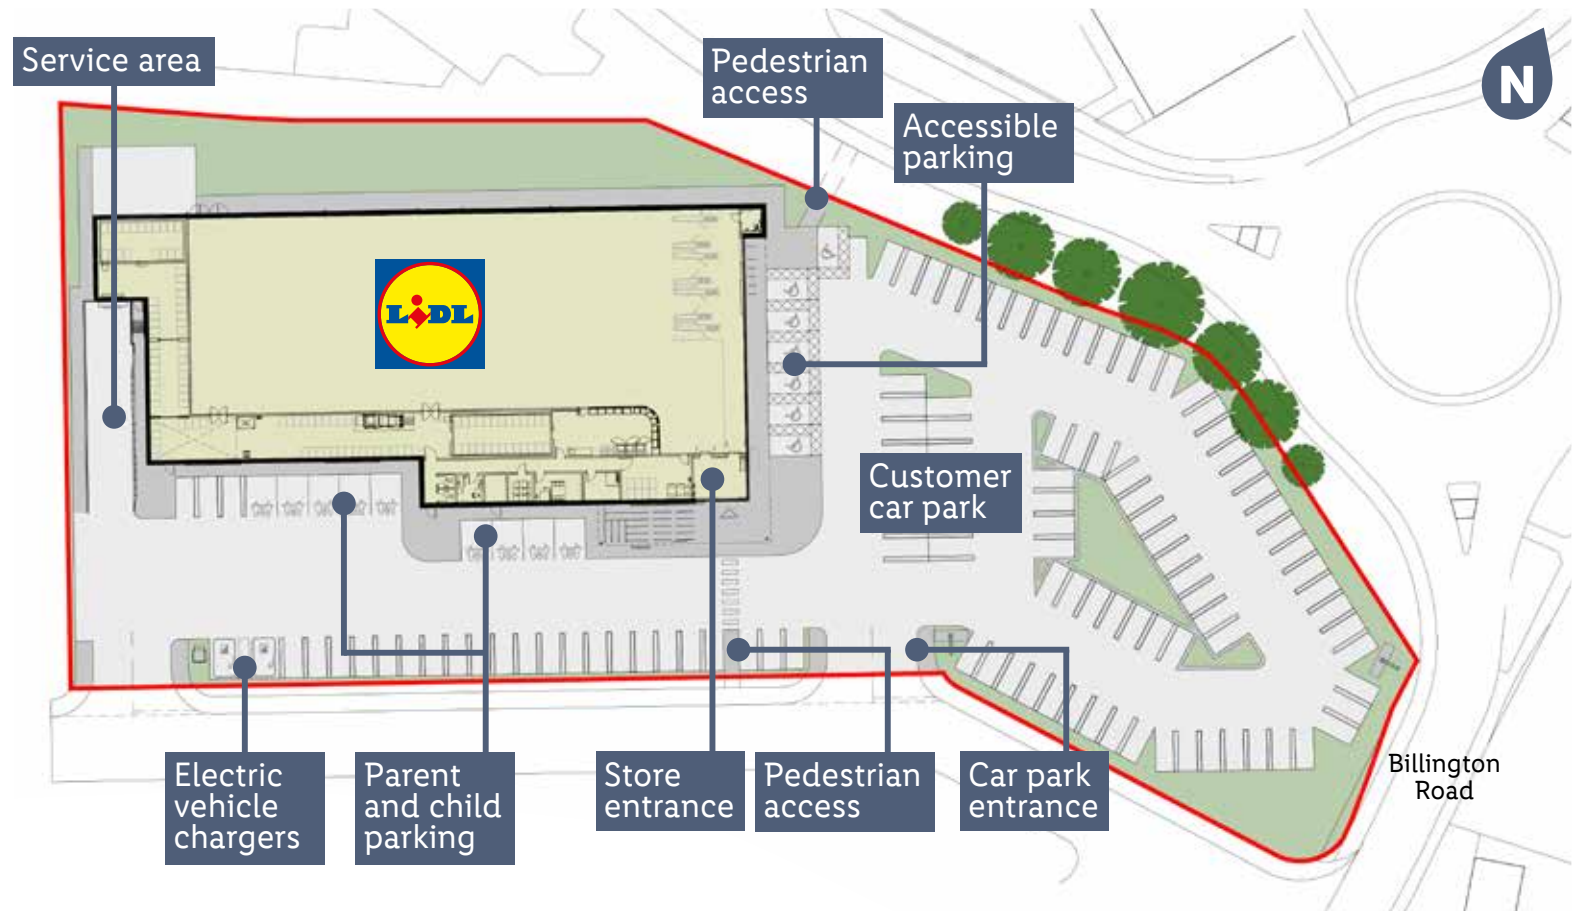 Service area
Pedestrian
access
N
Accessible
parking
LIDL
Customer
car park
Electric
vehicle
chargers
Parent
and child
parking
Store
entrance
Pedestrian
access
Car park
entrance
Billington
Road